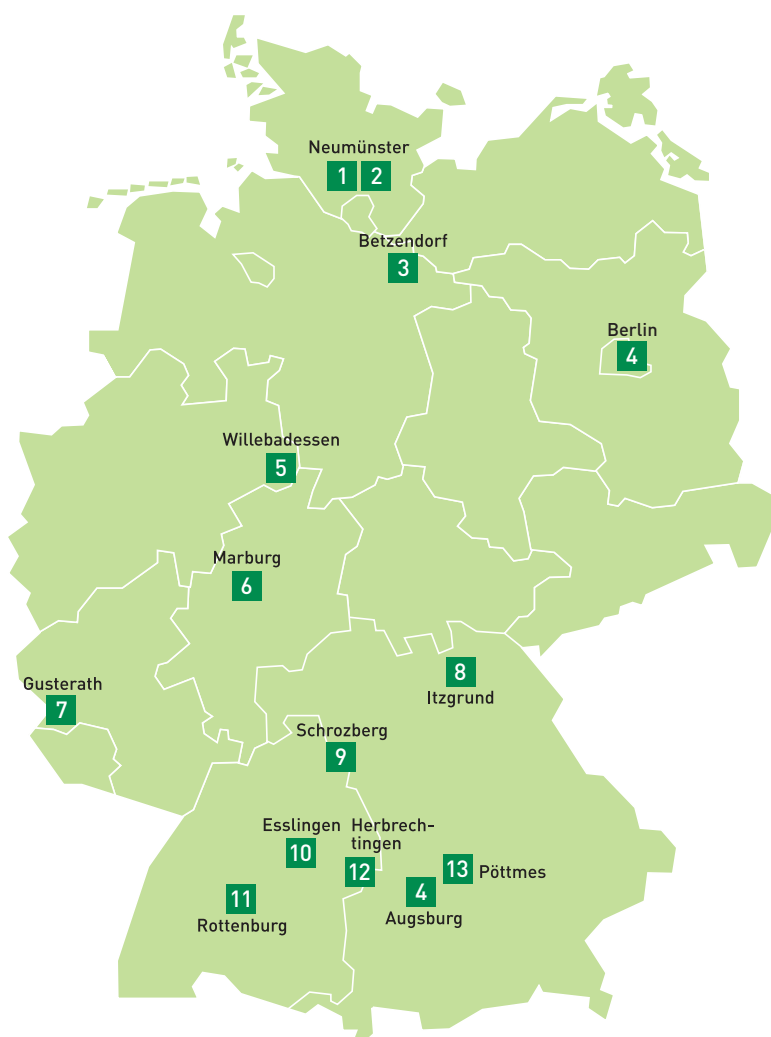 Neumünster
1 2
Betzendorf
3
Berlin
4
Willebadessen
5
Marburg
6
Gusterath
7
8
Itzgrund
Schrozberg
9
Esslingen
10
Herbrech-
tingen
12
13 Pöttmes
4
Augsburg
11
Rottenburg